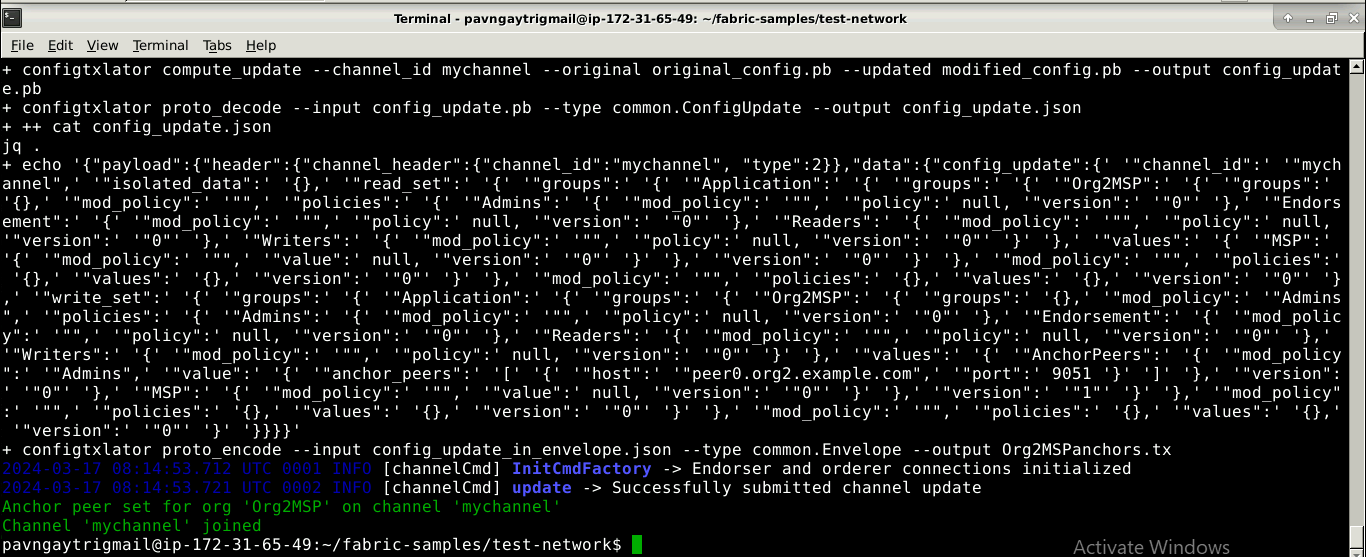 Terminal - pavngaytrigmail@ip-172-31-65-49: ~/fabric-samples/test-network
File Edit View Terminal Tabs Help
+ configtxlator compute_update --channel_id mychannel --original original_config.pb --updated modified_config.pb --output config_updat
e.pb
+ configtxlator proto_decode --input config_update.pb --type common.ConfigUpdate --output config_update.json
+ ++ cat config_update.json
jq .
+ echo '{"payload":{"header":{"channel_header":{"channel_id":"mychannel", "type":2}},"data":{"config_update":{' '"channel_id":' '"mych
annel",' '"isolated_data":' '{},' '"read_set":' '{' '"groups":' '{' '"Application":' '{' '"groups":' '{' '"Org2MSP":' '{' '"groups":'
'{},' '"mod_policy":' '"",' '"policies":' '{' '"Admins":' '{' '"mod_policy":' '"",' '"policy":' null, '"version":' '"0"' '},' '"Endors
ement":' '{' '"mod_policy":' '"",' '"policy":' null, '"version":' '"0"' '},' '"Readers":' '{' '"mod_policy":' '"",' '"policy":' null,
'"version":' '"0"' '},' '"Writers":' '{' '"mod_policy":' '"",' '"policy":' null, '"version":' '"0"' '}' '},' '"values":' '{' '"MSP":'
'{' '"mod_policy":' '"",' '"value":' null, '"version":' '"0"' '}' '},' '"version":' '"0"' '}' '},' '"mod_policy":' '"",' '"policies":'
'{},' '"values":' '{},' '"version":' '"0"' '}' '},' '"mod_policy":' '"",' '"policies":' '{},' '"values":' '{},' '"version":' '"0"' '}
,' '"write_set":' '{' '"groups":' '{' '"Application":' '{' '"groups":' '{' '"Org2MSP":' '{' '"groups":' '{},' '"mod_policy":' '"Admins
",' '"policies":' '{' '"Admins":' '{' '"mod_policy":' '"",' '"policy":' null, '"version":' '"0"' '},' '"Endorsement":' '{' '"mod_polic
y":' '"",' '"policy":' null, '"version":' '"0"' '},' '"Readers":' '{' '"mod_policy":' '"",' '"policy":' null, '"version":' '"0"' '},'
'"Writers":' '{' '"mod_policy":' '"",' '"policy":' null, '"version":' '"0"' '}' '},' '"values":' '{' '"AnchorPeers":' '{' '"mod_policy
":' '"Admins",' '"value":' '{' '"anchor_peers":' '[' '{' '"host":' '"peer0.org2.example.com",' '"port":' 9051 '}' ']' '},' '"version":
' '"0"' '},' '"MSP":' '{' '"mod_policy":' '"",' '"value":' null, '"version":' '"0"' '}' '},' '"version":' '"1"' '}' '},' '"mod_policy"
:' '"",' '"policies":' '{},' '"values":' '{},' '"version":' '"0"' '}' '},' '"mod_policy":' '"",' '"policies":' '{},' '"values":' '{},'
'"version":' '"0"' '}' '}}}}'
+ configtxlator proto_encode --input config_update_in_envelope.json --type common.Envelope --output Org2MSPanchors.tx
2024-03-17 08:14:53.712 UTC 0001 INFO [channelCmd] InitCmdFactory -> Endorser and orderer connections initialized
2024-03-17 08:14:53.721 UTC 0002 INFO [channelCmd] update -> Successfully submitted channel update
Anchor peer set for org 'Org2MSP' on channel 'mychannel'
Channel 'mychannel' joined
pavngaytrigmail@ip-172-31-65-49:~/fabric-samples/test-network$
Activate Windows